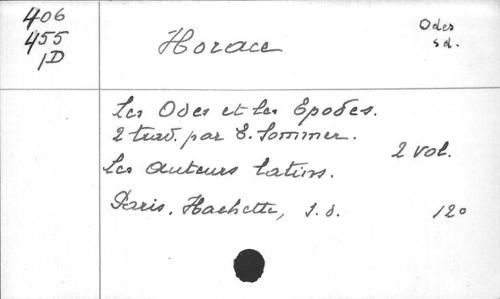 406
455
1D
Horace
Odes
s.d.
Les Odes et les Epodes.
2 trad. par E. Sommer.
2 vol.
Les auteurs latins.
Paris, Hachette, s.d.
12°